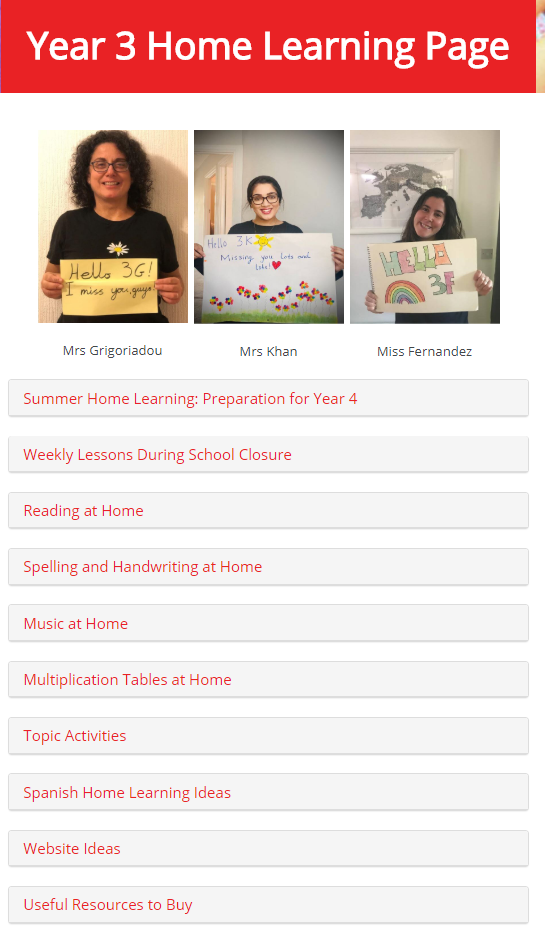 Year 3 Home Learning Page
Hello 3G!
I miss you, guys!
Hello 3K
Missing you lots and
lots!
HELLO
3F
Mrs Grigoriadou
Mrs Khan
Miss Fernandez
Summer Home Learning: Preparation for Year 4
Weekly Lessons During School Closure
Reading at Home
Spelling and Handwriting at Home
Music at Home
Multiplication Tables at Home
Topic Activities
Spanish Home Learning Ideas
Website Ideas
Useful Resources to Buy